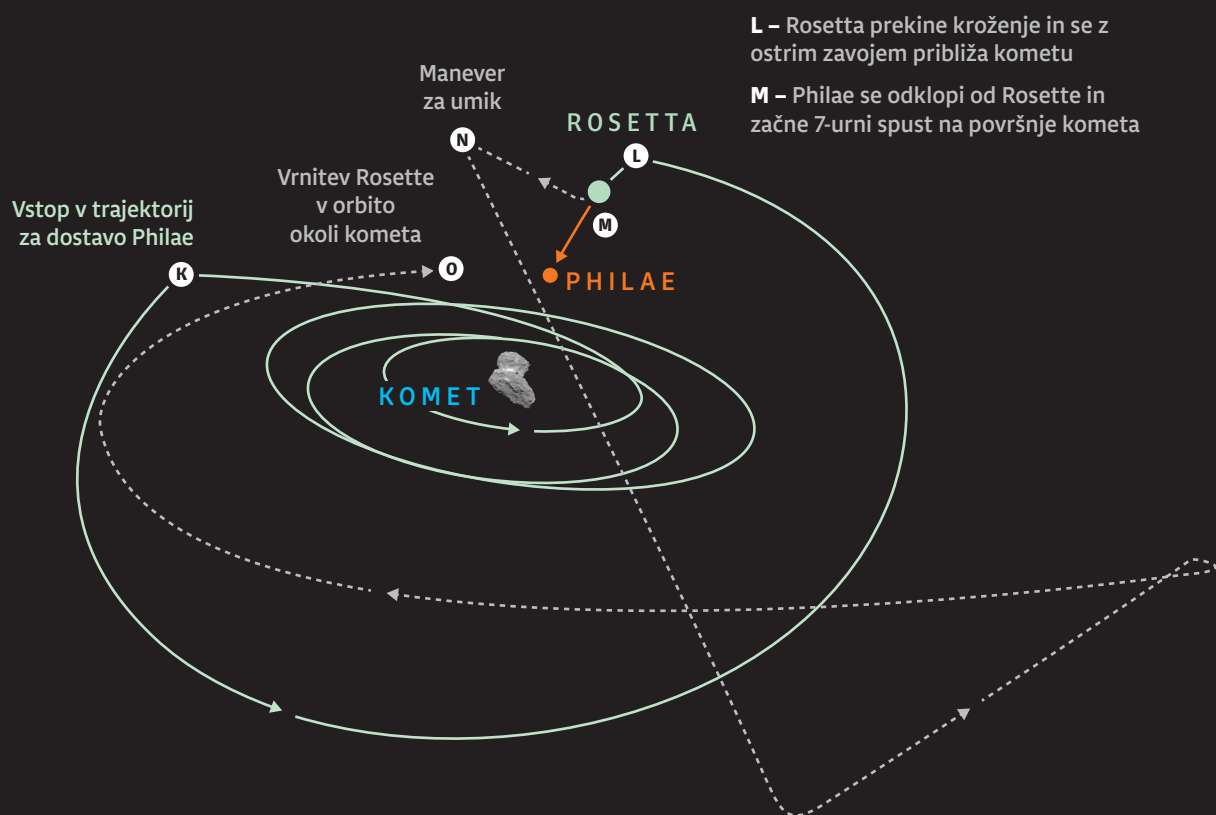 L – Rosetta prekine kroženje in se z
ostrim zavojem približa kometu
M – Philae se odklopi od Rosette in
začne 7-urni spust na površnje kometa
Manever
za umik
N
ROSETTA
L
Vrnitev Rosette
v orbito
okoli kometa
M
Vstop v trajektorij
za dostavo Philae
K
O
PHILAE
KOMET